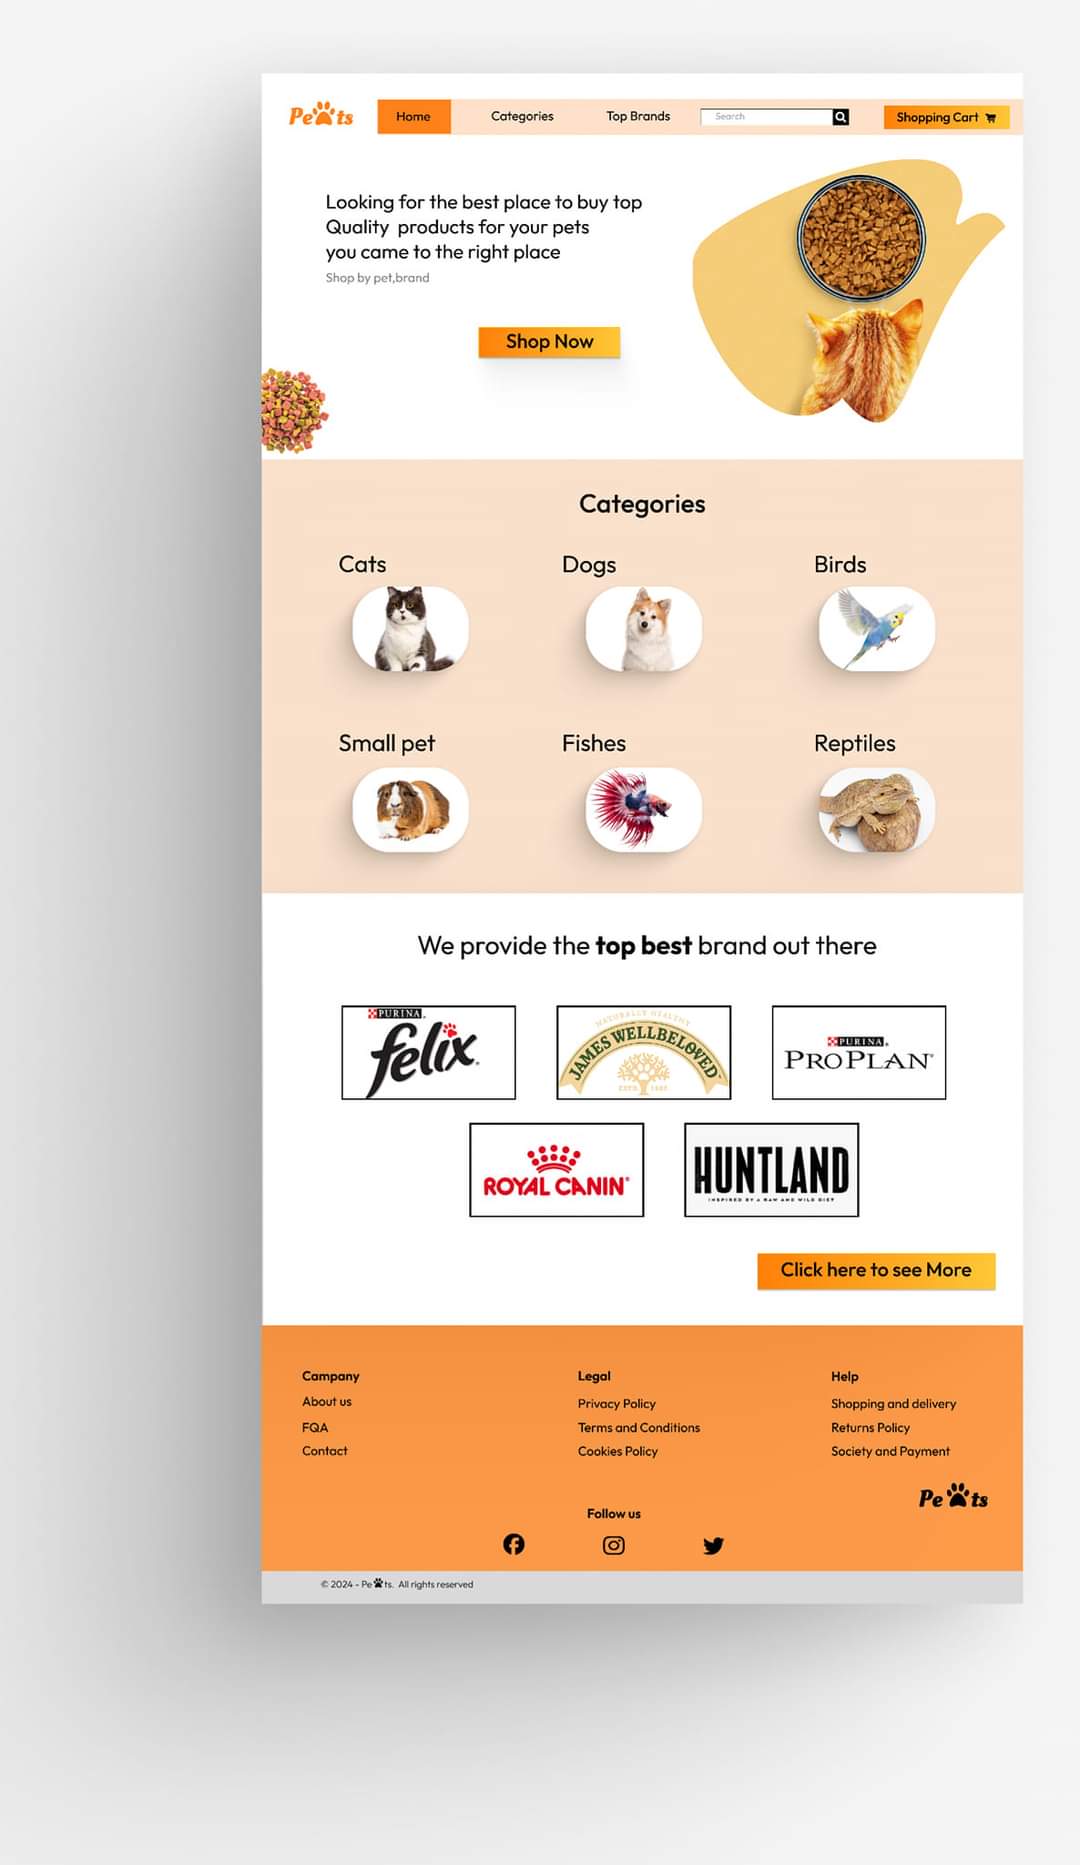 Pe ts
Home
Categories
Top Brands
Search
Shopping Cart
Looking for the best place to buy top
Quality products for your pets
you came to the right place
Shop by pet,brand
Shop Now
Categories
Cats
Dogs
Birds
Small pet
Fishes
Reptiles
We provide the top best brand out there
PURINA
felix
NATURALLY HEALTHY
JAMES WELLBELOVED
ESTD
PURINA
PROPLAN
ROYAL CANIN
HUNTLAND
INSPIRED BY A RAW AND WILD DIET
Click here to see More
Campany
About us
FQA
Contact
Legal
Privacy Policy
Terms and Conditions
Cookies Policy
Help
Shopping and delivery
Returns Policy
Society and Payment
Pe ts
Follow us
© 2024 - Pe ts. All rights reserved